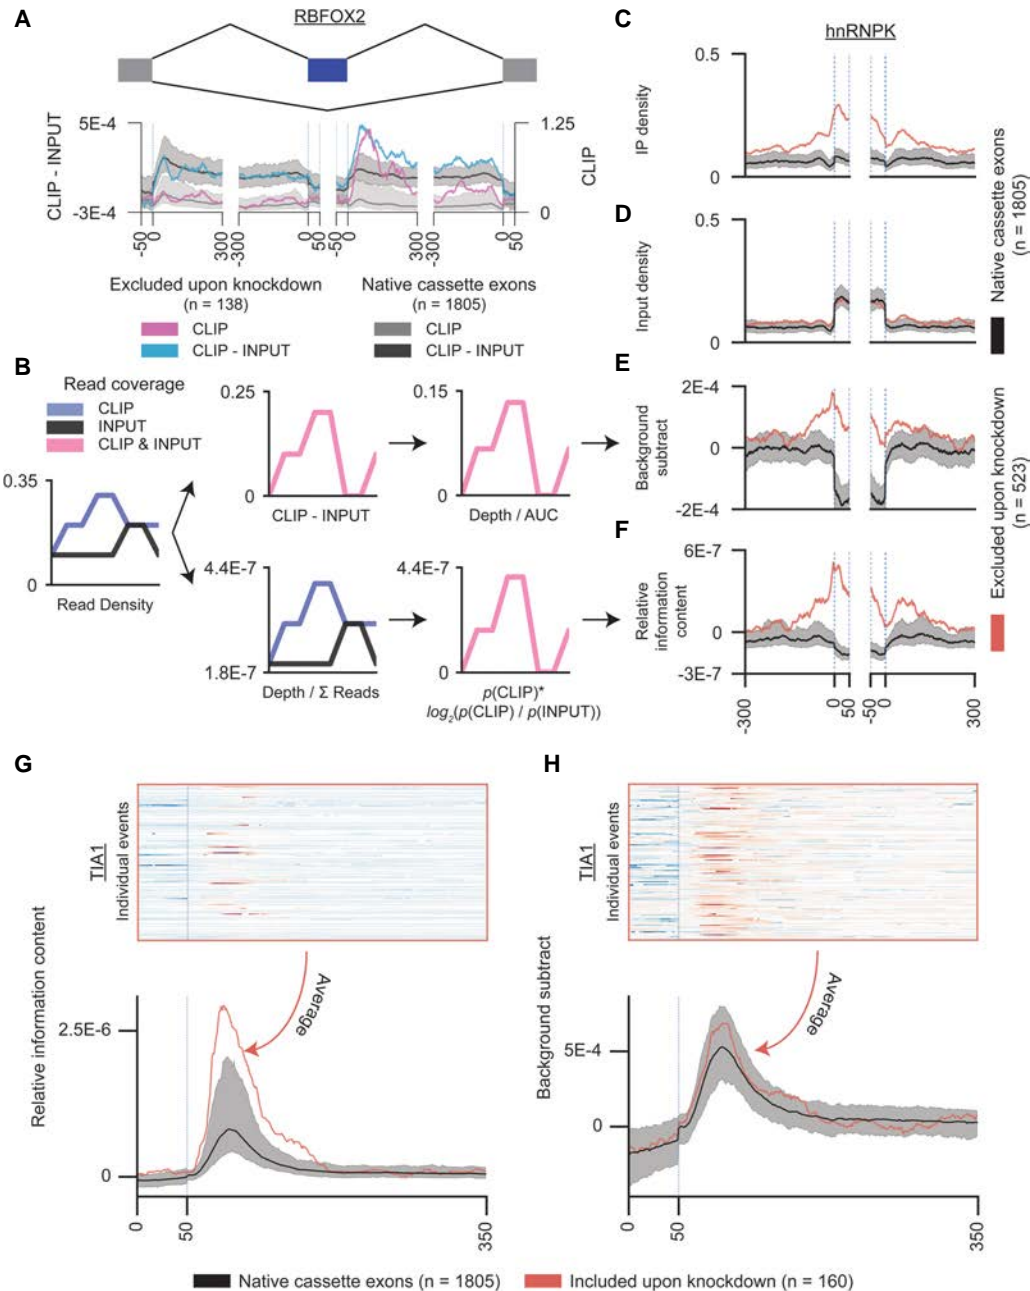 A
RBFOX2
CLIP - INPUT
5E-4
-3E-4
1.25
0
CLIP
-50
0
300
-300
0
50
-50
0
300
-300
0
50
Excluded upon knockdown
(n = 138)
CLIP
CLIP - INPUT
Native cassette exons
(n = 1805)
CLIP
CLIP - INPUT
B
Read coverage
CLIP
INPUT
CLIP & INPUT
0.35
0
Read Density
0.25
0
CLIP - INPUT
0.15
0
Depth / AUC
4.4E-7
1.8E-7
Depth / Σ Reads
4.4E-7
0
p(CLIP)*
log2(p(CLIP) / p(INPUT))
C
hnRNPK
IP density
0.5
0
D
Input density
0.5
0
E
Background
subtract
2E-4
0
-2E-4
F
Relative
information
content
6E-7
0
-3E-7
-300
0
50
-50
0
300
Native cassette exons
(n = 1805)
Excluded upon knockdown
(n = 523)
G
TIA1
Individual events
Average
Relative information content
2.5E-6
0
0
50
350
H
TIA1
Individual events
Average
Background subtract
5E-4
0
0
50
350
Native cassette exons (n = 1805)
Included upon knockdown (n = 160)